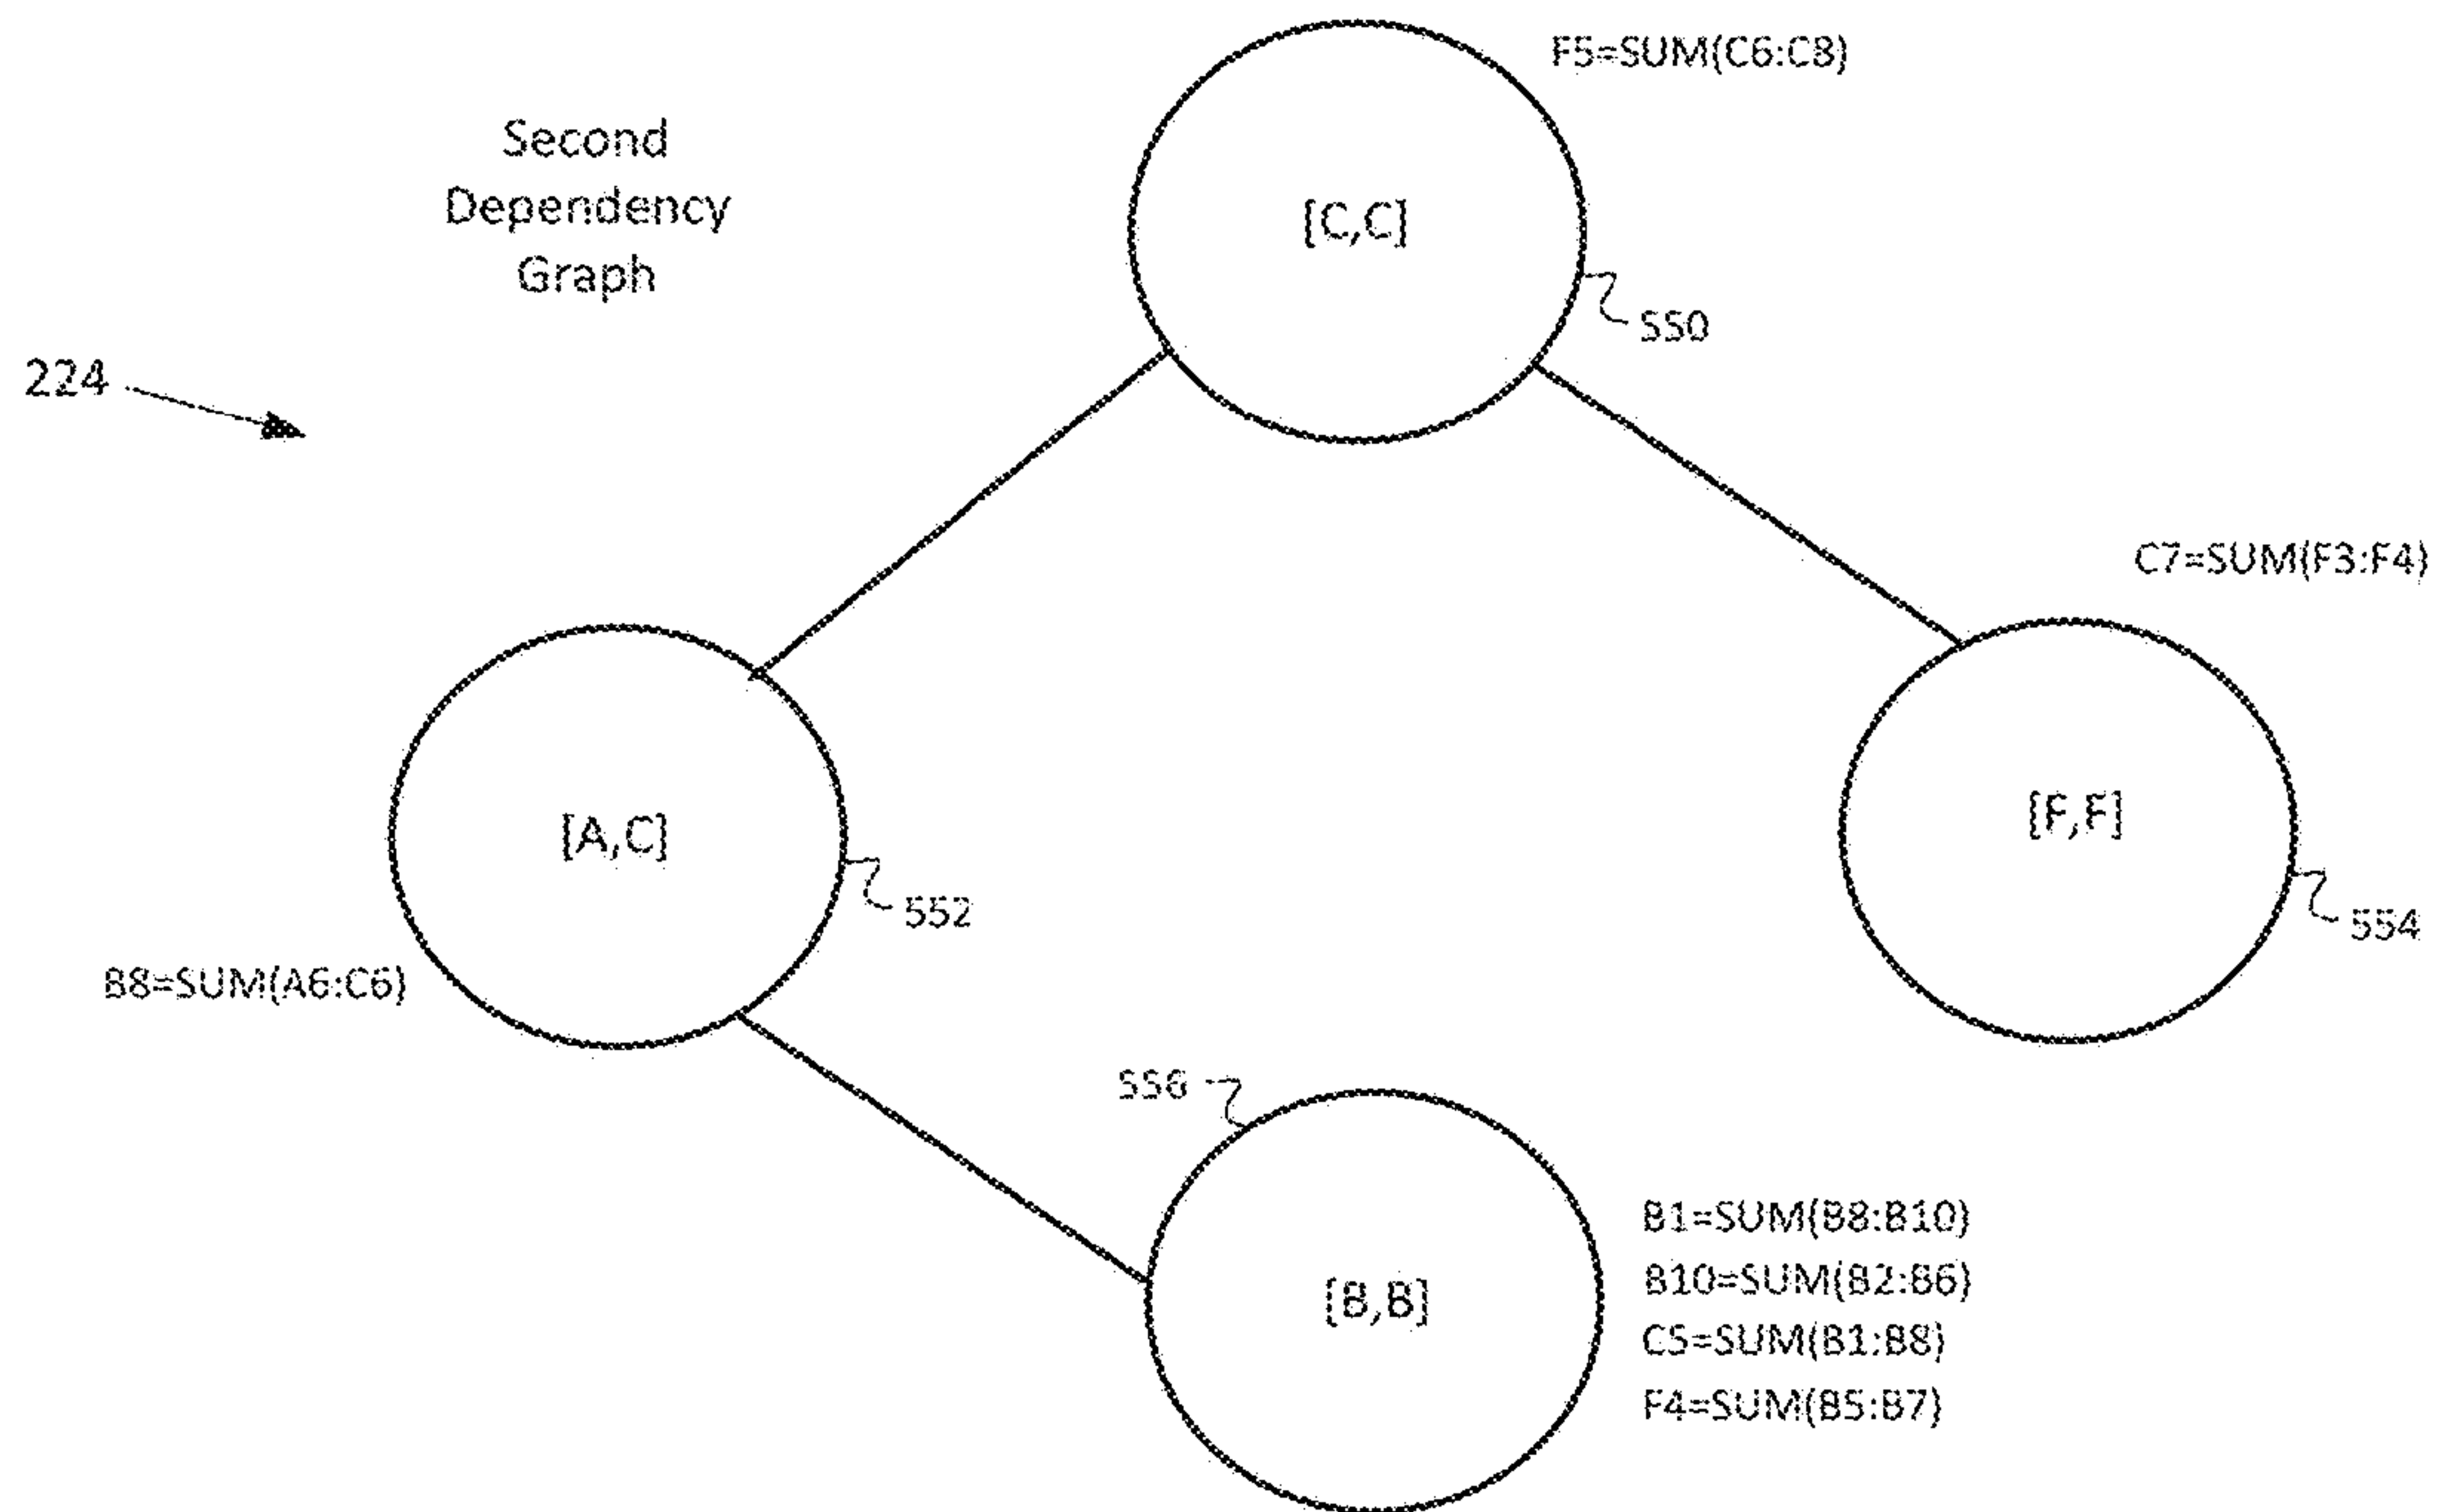 F5=SUM(C6:C8)
Second
Dependency
Graph
[C,C]
550
224
C7=SUM(F3:F4)
[A,C]
[F,F]
552
554
B8=SUM(A6:C6)
556
B1=SUM(B8:B10)
B10=SUM(B2:B6)
[B,B]
C5=SUM(B1:B8)
F4=SUM(B5:B7)